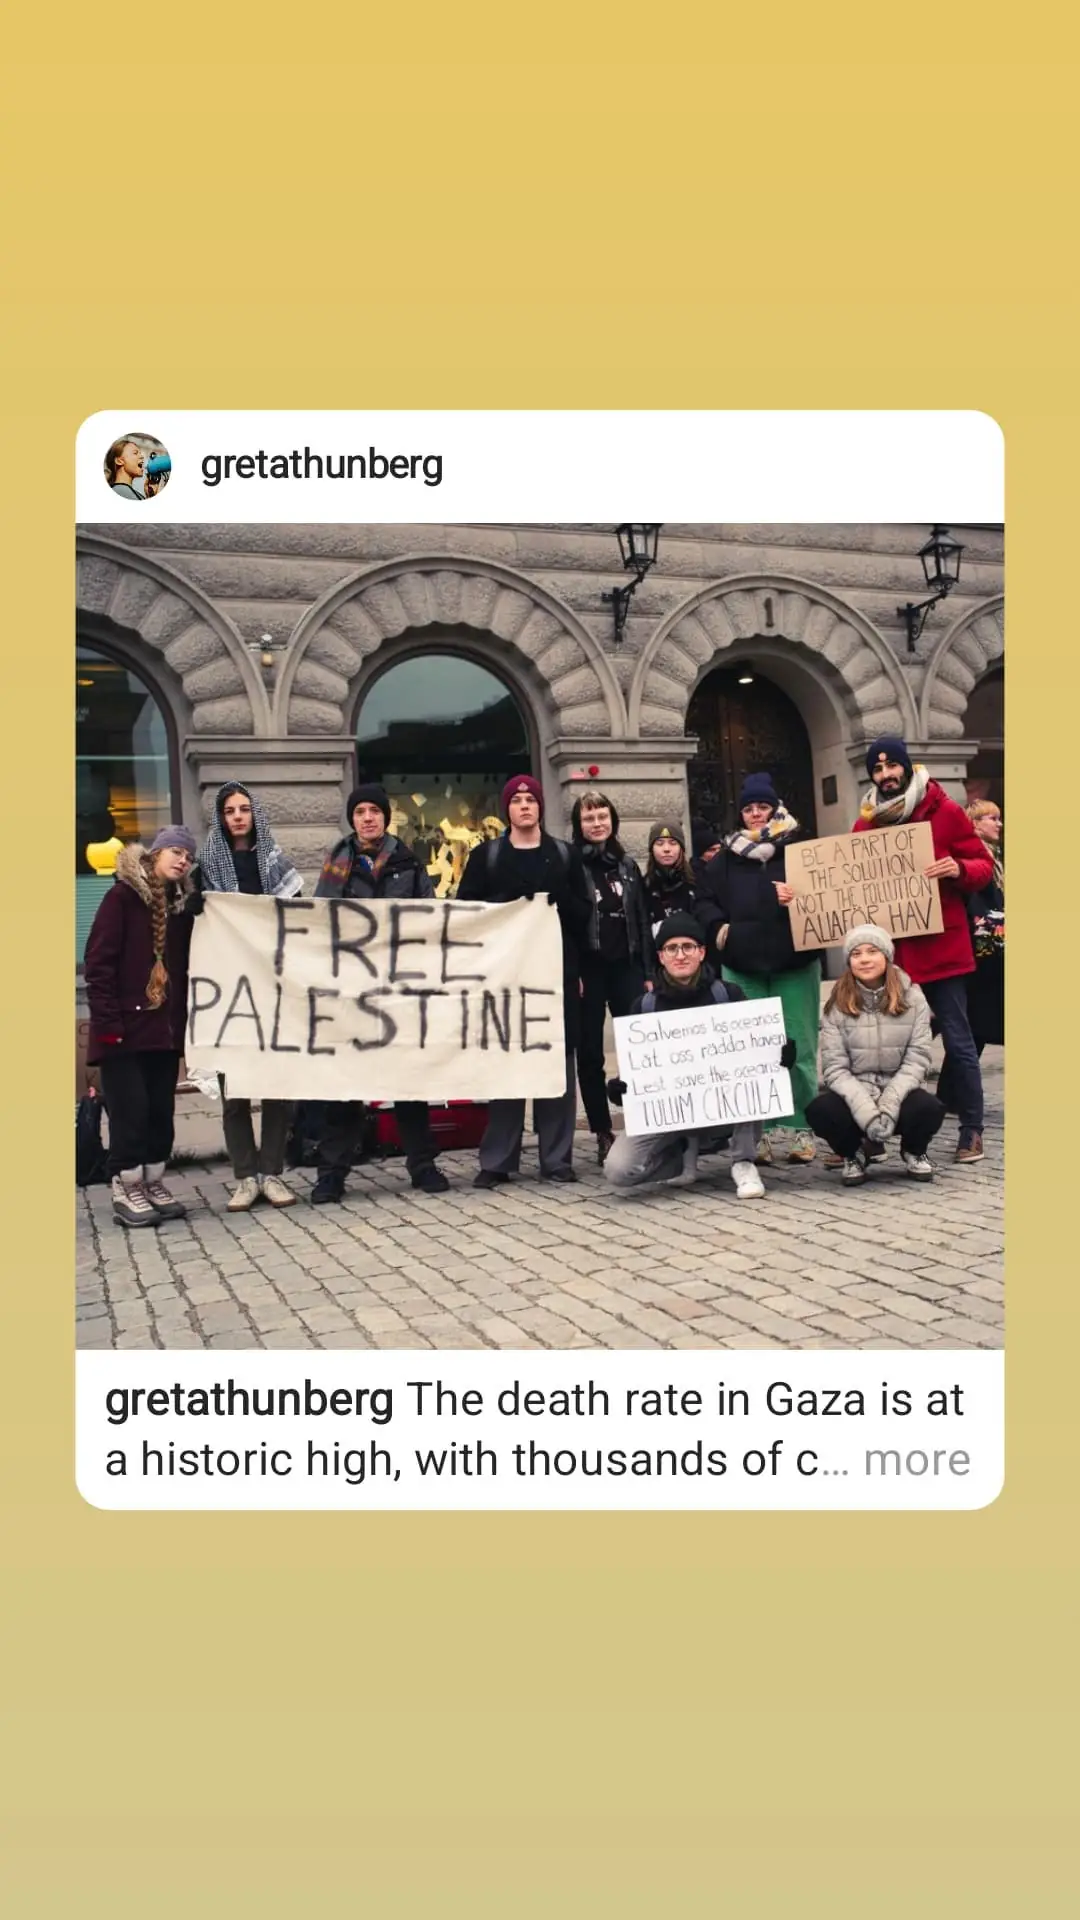 gretathunberg
FREE
PALESTINE
BE A PART OF
THE SOLUTION
NOT THE POLLUTION
ALLAFÖR HAV
Salvemos los oceanos
Låt oss rädda haven
Lest save the oceans
TULUM CIRCULA
gretathunberg The death rate in Gaza is at
a historic high, with thousands of c... more